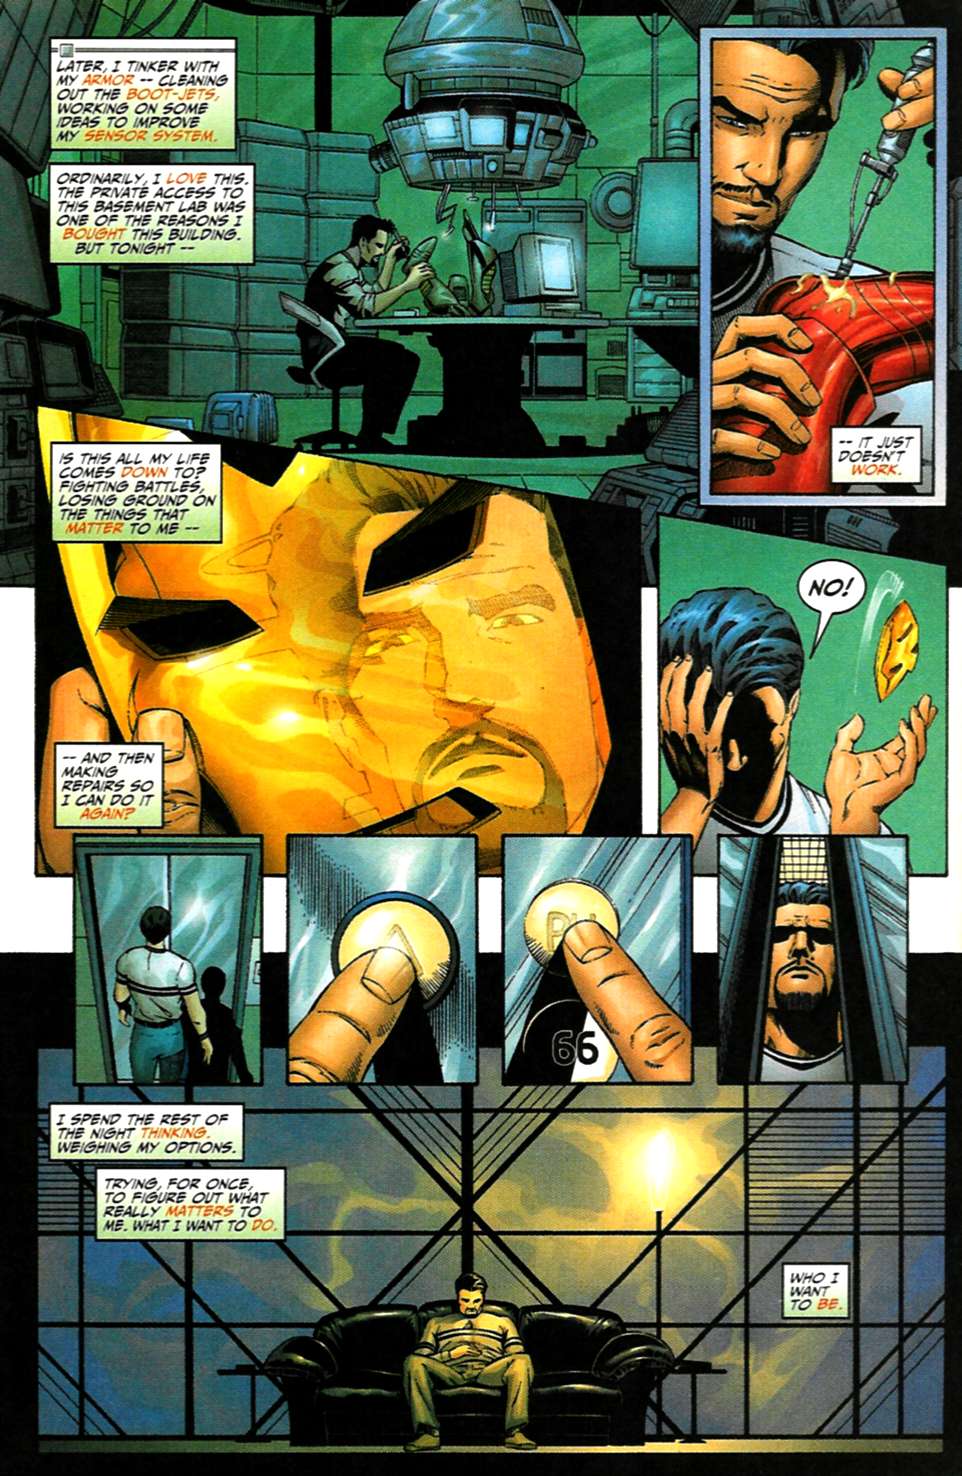 LATER, I TINKER WITH
MY ARMOR -- CLEANING
OUT THE BOOT-JETS,
WORKING ON SOME
IDEAS TO IMPROVE
MY SENSOR SYSTEM.
ORDINARILY, I LOVE THIS.
THE PRIVATE ACCESS TO
THIS BASEMENT LAB WAS
ONE OF THE REASONS I
BOUGHT THIS BUILDING.
BUT TONIGHT --
-- IT JUST
DOESN'T
WORK.
IS THIS ALL MY LIFE
COMES DOWN TO?
FIGHTING BATTLES,
LOSING GROUND ON
THE THINGS THAT
MATTER TO ME --
-- AND THEN
MAKING
REPAIRS SO
I CAN DO IT
AGAIN?
NO!
PH
66
I SPEND THE REST OF
THE NIGHT THINKING.
WEIGHING MY OPTIONS.
TRYING, FOR ONCE,
TO FIGURE OUT WHAT
REALLY MATTERS TO
ME. WHAT I WANT TO DO.
WHO I
WANT
TO BE.